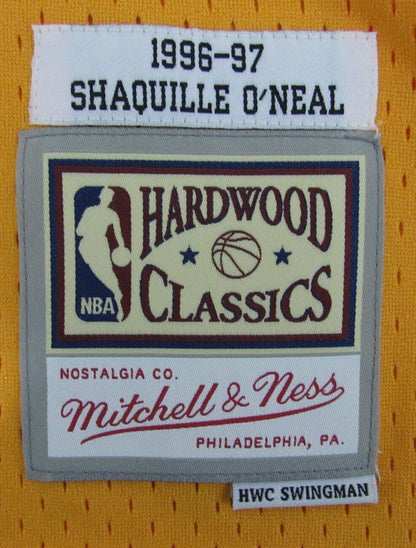 1996-97
SHAQUILLE O'NEAL
HARDWOOD
NBA
CLASSICS
NOSTALGIA CO.
Mitchell & Ness
PHILADELPHIA, PA.
HWC SWINGMAN